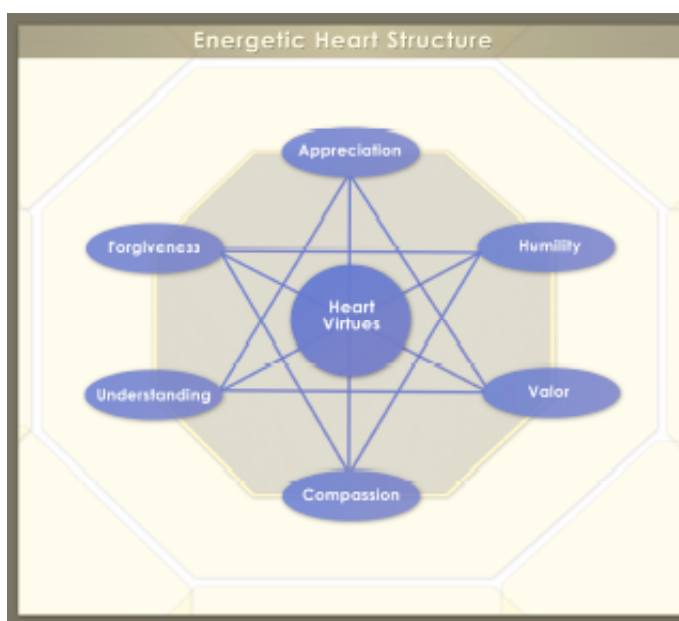 Energetic Heart Structure
Appreciation
Forgiveness
Humility
Heart
Virtues
Understanding
Valor
Compassion